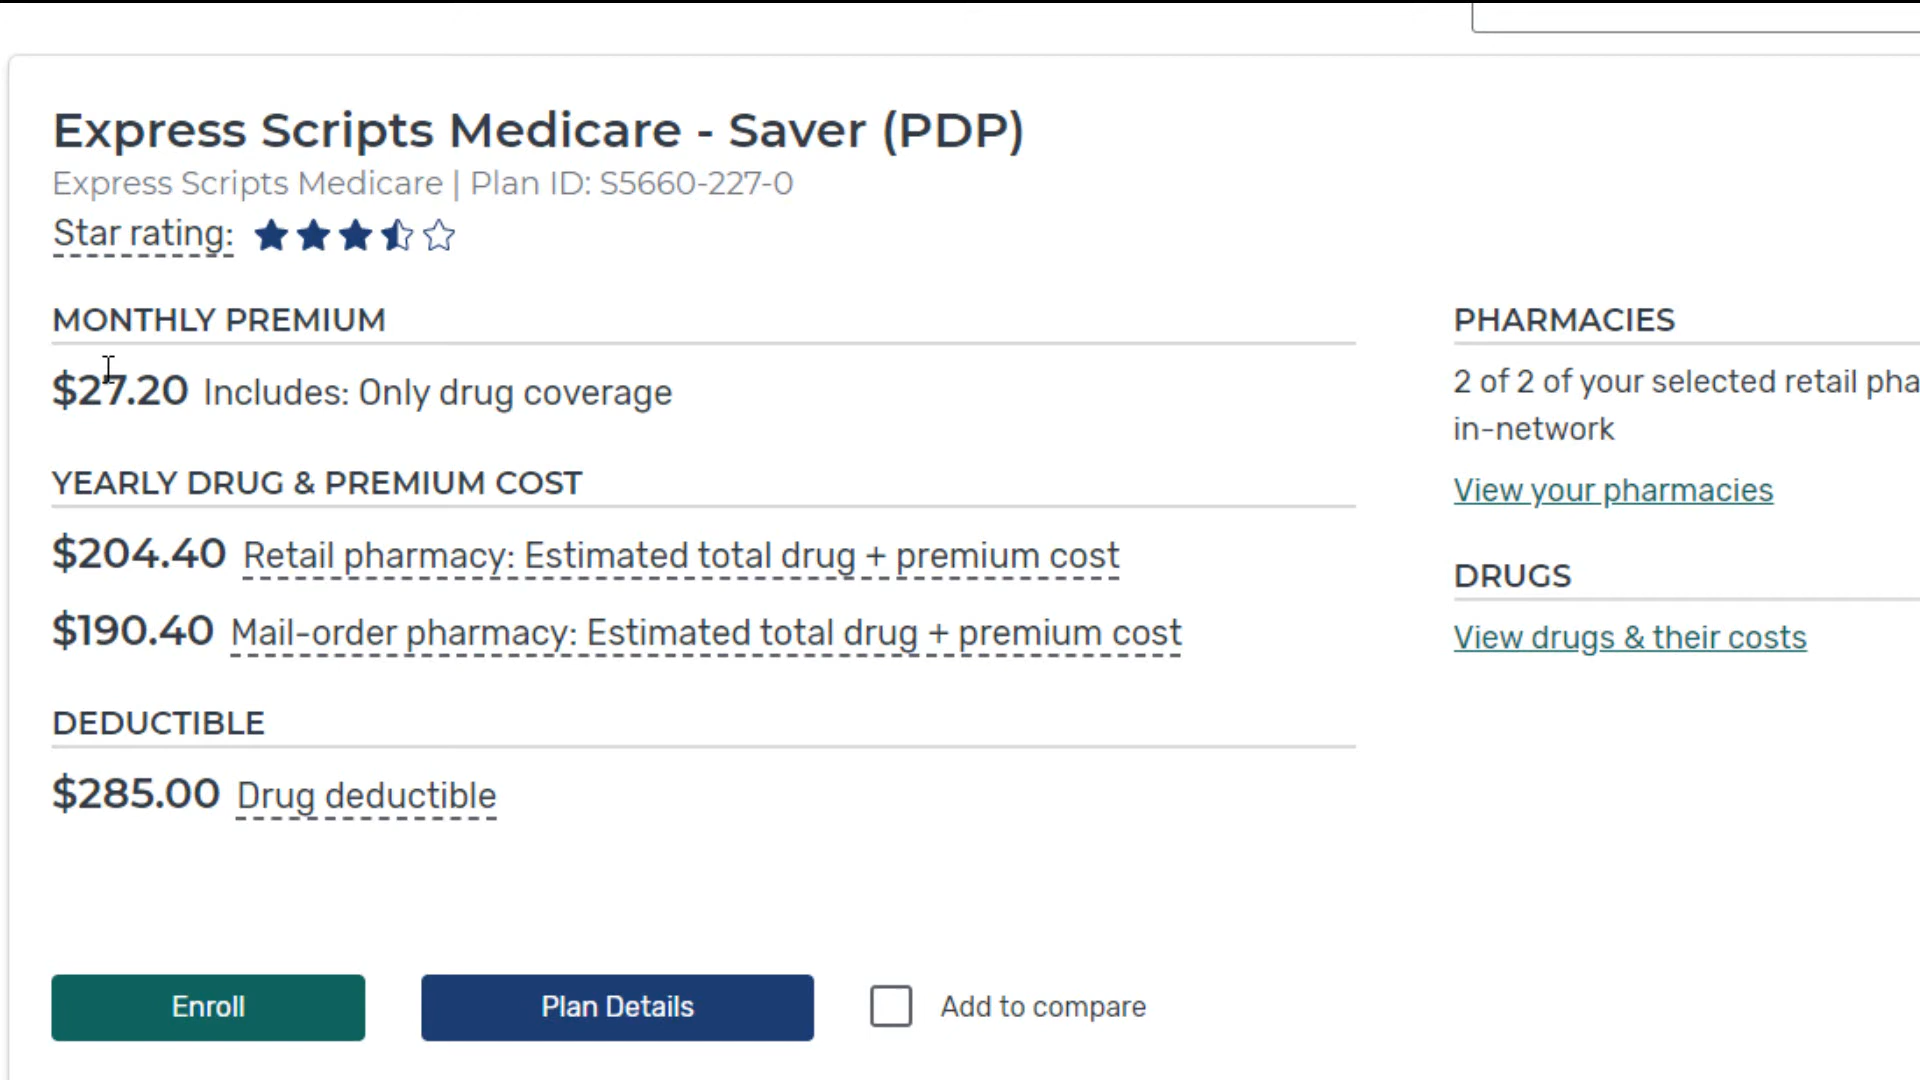 Express Scripts Medicare - Saver (PDP)
Express Scripts Medicare | Plan ID: S5660-227-0
Star rating:
MONTHLY PREMIUM
$27.20 Includes: Only drug coverage
YEARLY DRUG & PREMIUM COST
$204.40 Retail pharmacy: Estimated total drug + premium cost
$190.40 Mail-order pharmacy: Estimated total drug + premium cost
DEDUCTIBLE
$285.00 Drug deductible
PHARMACIES
2 of 2 of your selected retail pha
in-network
View your pharmacies
DRUGS
View drugs & their costs
Enroll
Plan Details
Add to compare